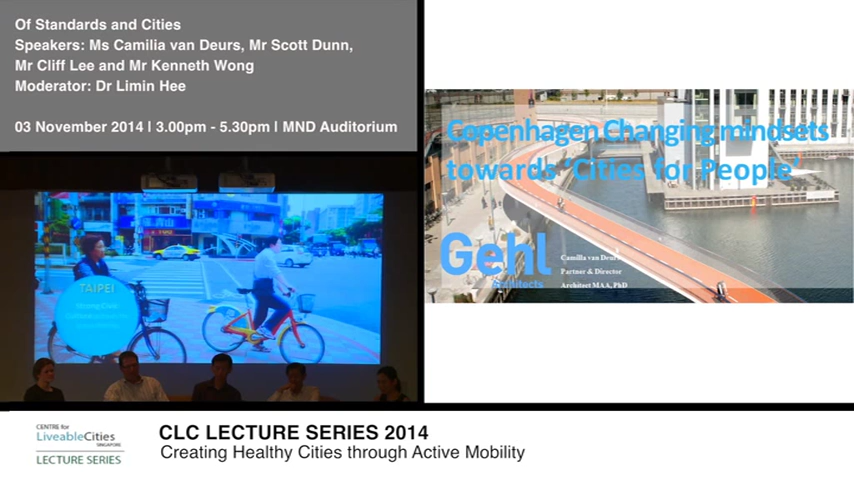 Of Standards and Cities
Speakers: Ms Camilia van Deurs, Mr Scott Dunn,
Mr Cliff Lee and Mr Kenneth Wong
Moderator: Dr Limin Hee
03 November 2014 | 3.00pm - 5.30pm | MND Auditorium
TAIPEI
Copenhagen Changing mindsets
towards 'Cities for People'
Gehl
architects
Camilla van Deurs
Partner & Director
Architect MAA, PhD
CENTRE for
LiveableCities
SINGAPORE
LECTURE SERIES
CLC LECTURE SERIES 2014
Creating Healthy Cities through Active Mobility